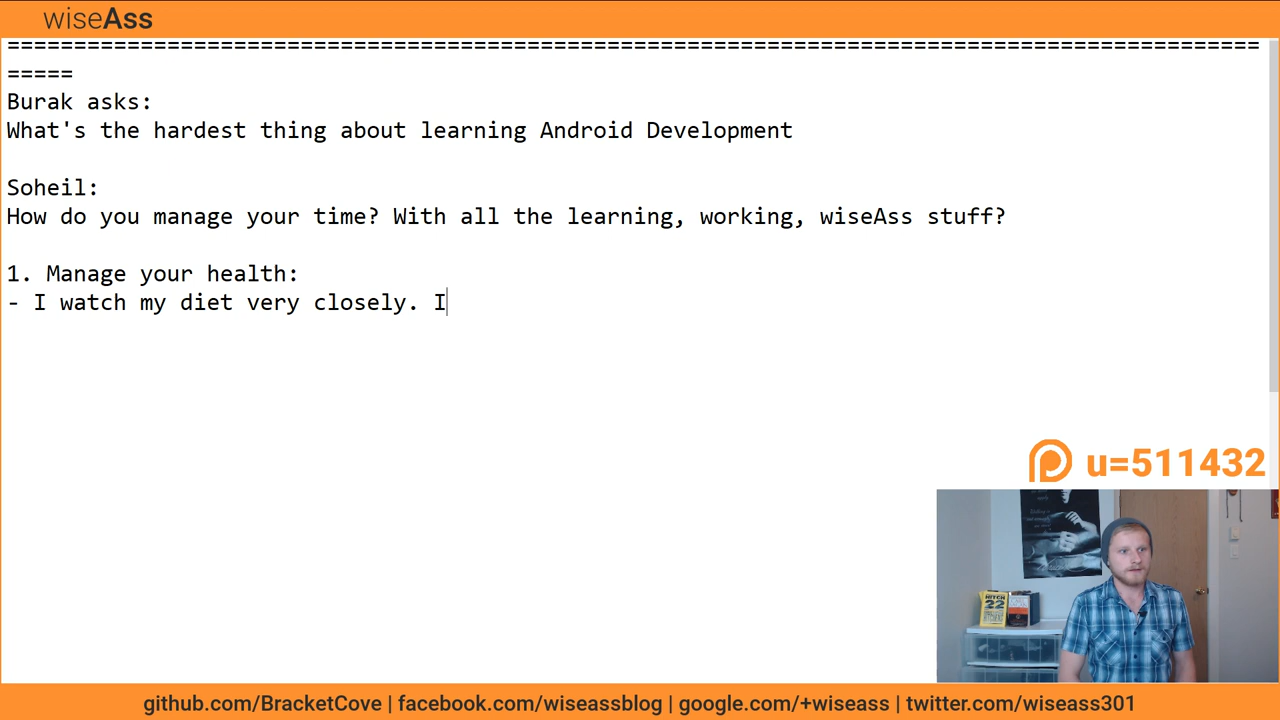 wiseAss
===============================================================================================
=====
Burak asks:
What's the hardest thing about learning Android Development
Soheil:
How do you manage your time? With all the learning, working, wiseAss stuff?
1. Manage your health:
- I watch my diet very closely. I
u=511432
HITCH
22
github.com/BracketCove | facebook.com/wiseassblog | google.com/+wiseass | twitter.com/wiseass301